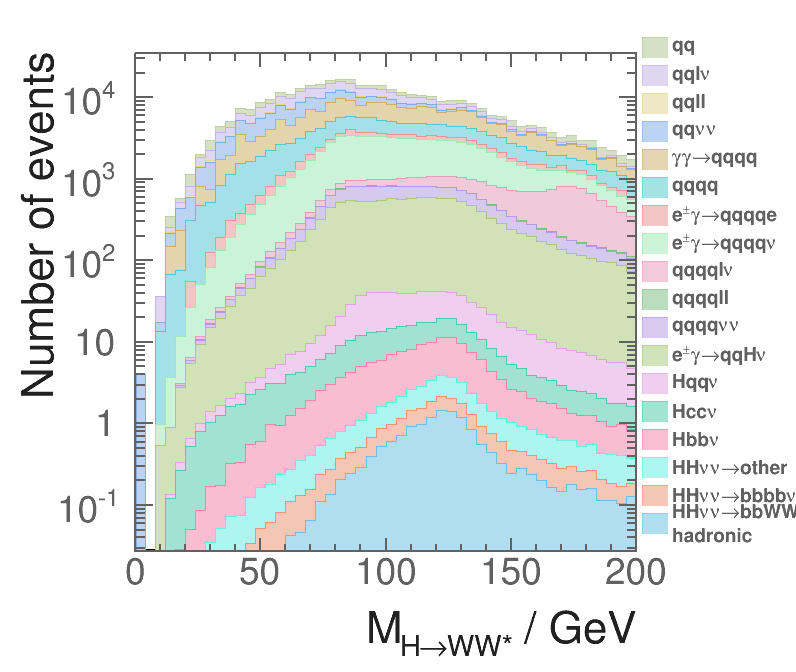 Number of events
10^4
10^3
10^2
10
1
10^-1
0 50 100 150 200
M_H→WW* / GeV
qq
qqlν
qqll
qqνν
γγ→qqqq
qqqq
e^±γ→qqqqe
e^±γ→qqqqν
qqqqlν
qqqqll
qqqqνν
e^±γ→qqHν
Hqqν
Hccν
Hbbν
HHνν→other
HHνν→bbbbν
HHνν→bbWW
hadronic